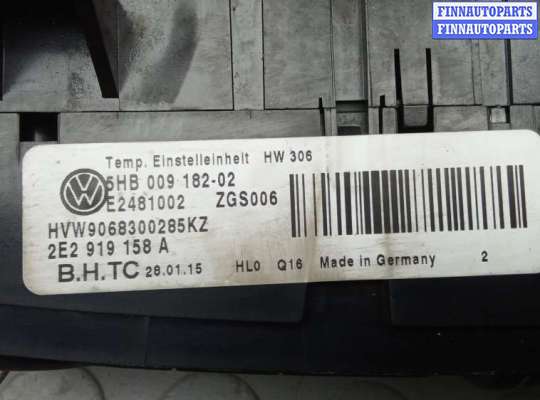 FINNAUTOPARTS
FINNAUTOPARTS
Temp. Einstelleinheit HW 306
5HB 009 182-02
E2481002 ZGS006
HVW9068300285KZ
2E2 919 158 A
B.H.TC 28.01.15 HL0 Q16 Made in Germany 2